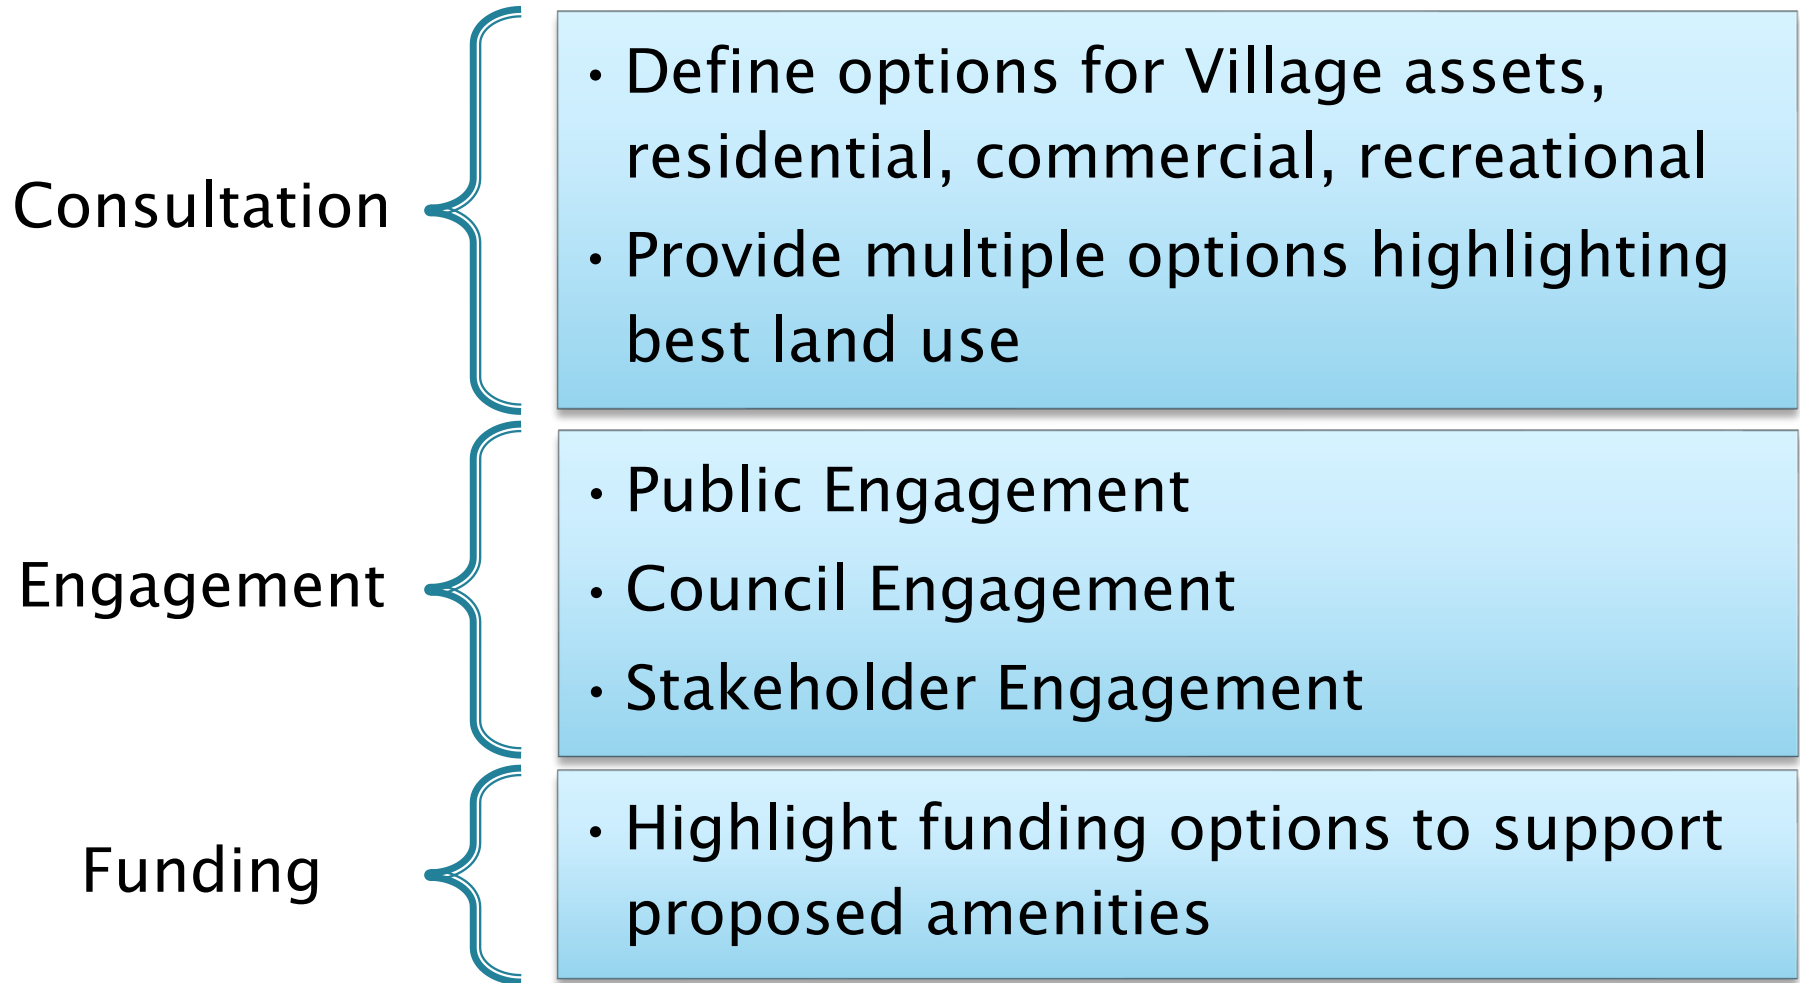 Consultation
• Define options for Village assets,
residential, commercial, recreational
• Provide multiple options highlighting
best land use
Engagement
• Public Engagement
• Council Engagement
• Stakeholder Engagement
Funding
• Highlight funding options to support
proposed amenities